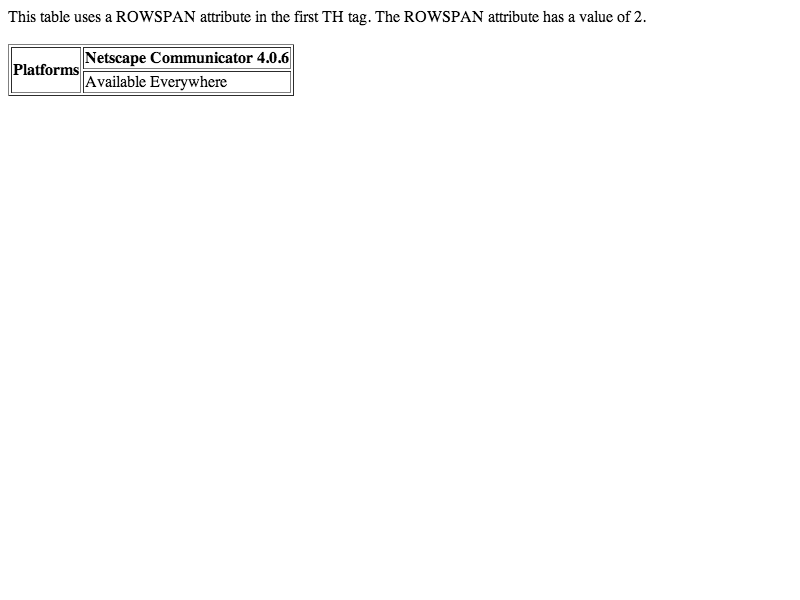 This table uses a ROWSPAN attribute in the first TH tag. The ROWSPAN attribute has a value of 2.
Platforms
Netscape Communicator 4.0.6
Available Everywhere